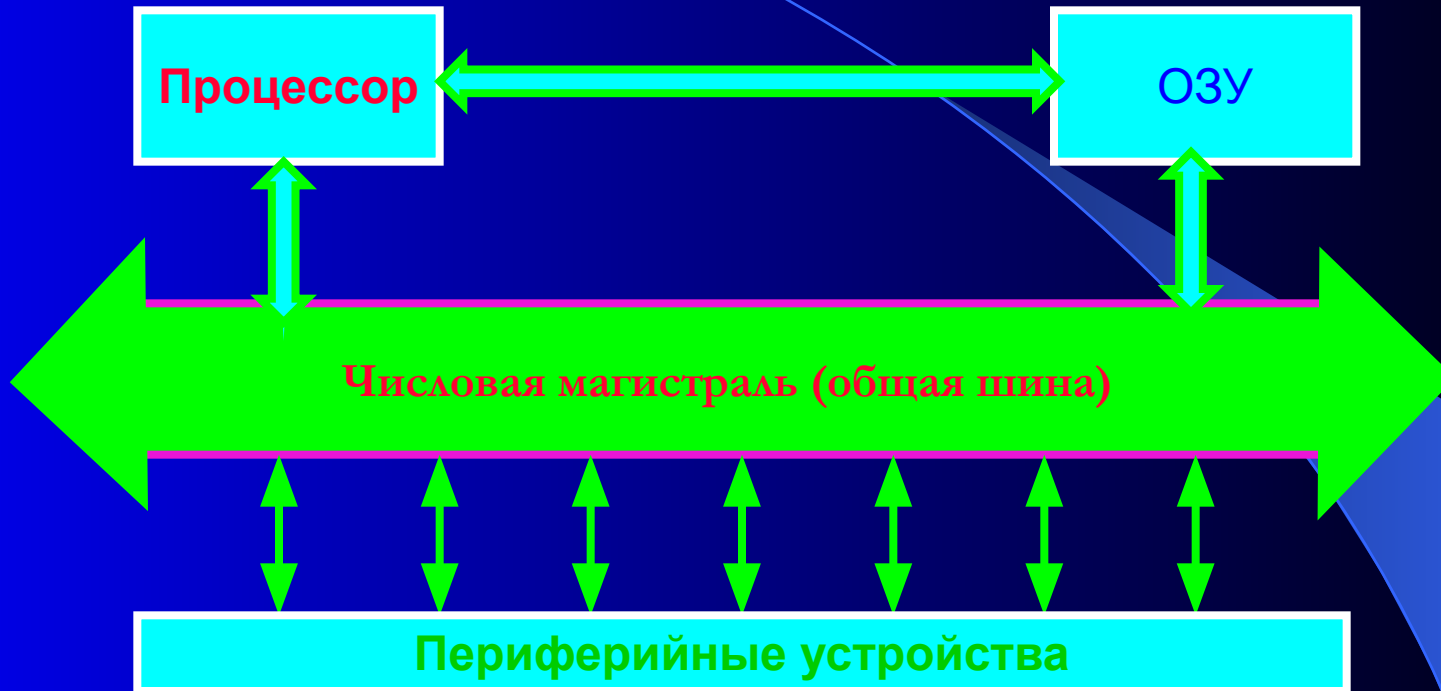 Процессор
ОЗУ
Числовая магистраль (общая шина)
Периферийные устройства